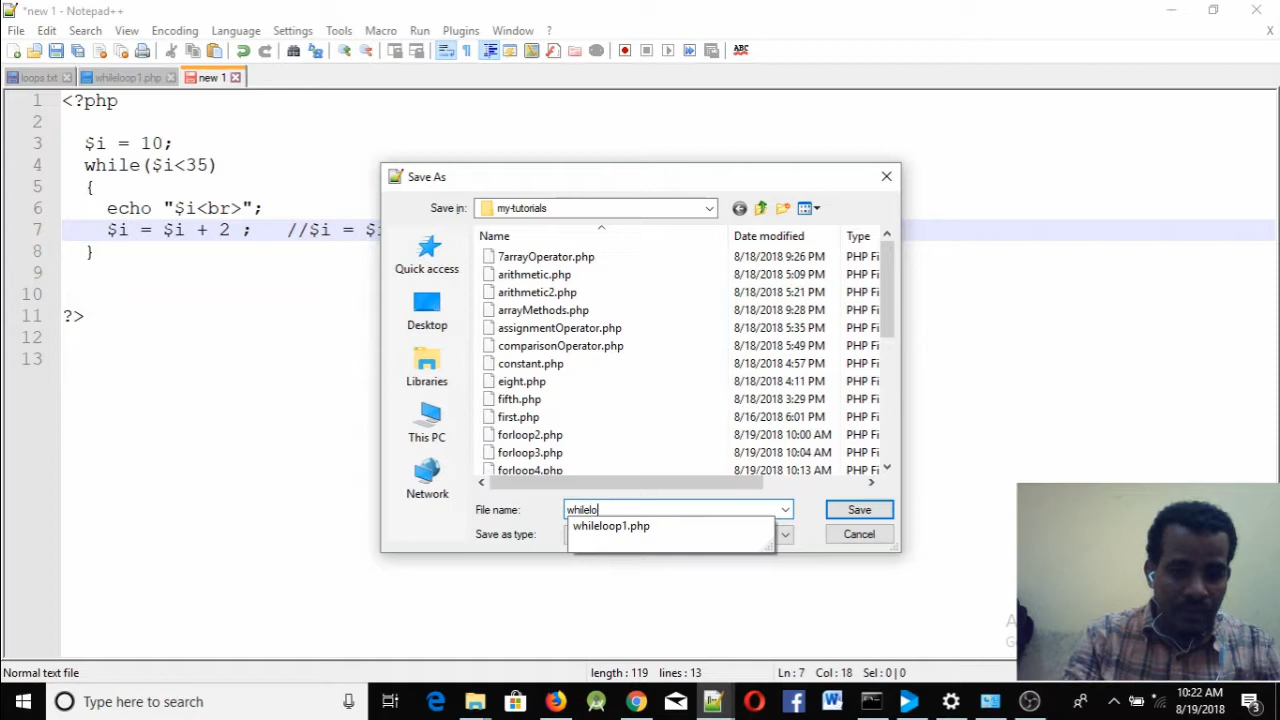 "new 1 - Notepad++
File Edit Search View Encoding Language Settings Tools Macro Run Plugins Window ?
X
ABC
loops txt whileloop1.php new 1
1 <?php
2
3 $i = 10;
4 while($i<35)
5 {
6 echo "$i<br>";
7 $i = $i + 2 ; //$i = $i
8 }
9
10
11 ?>
12
13
Save As
Save in: my-tutorials
Quick access
Desktop
Libraries
This PC
Network
Name Date modified Type
7arrayOperator.php 8/18/2018 9:26 PM PHP Fi
arithmetic.php 8/18/2018 5:09 PM PHP Fi
arithmetic2.php 8/18/2018 5:21 PM PHP Fi
arrayMethods.php 8/18/2018 9:28 PM PHP Fi
assignmentOperator.php 8/18/2018 5:35 PM PHP Fi
comparisonOperator.php 8/18/2018 5:49 PM PHP Fi
constant.php 8/18/2018 4:57 PM PHP Fi
eight.php 8/18/2018 4:11 PM PHP Fi
fifth.php 8/18/2018 3:29 PM PHP Fi
first.php 8/16/2018 6:01 PM PHP Fi
forloop2.php 8/19/2018 10:00 AM PHP Fi
forloop3.php 8/19/2018 10:04 AM PHP Fi
forloop4.php 8/19/2018 10:13 AM PHP Fi
File name: whilelo Save
whileloop1.php
Save as type: Cancel
Normal text file length : 119 lines : 13 Ln : 7 Col : 18 Sel : 0 | 0
Type here to search
10:22 AM
8/19/2018
3